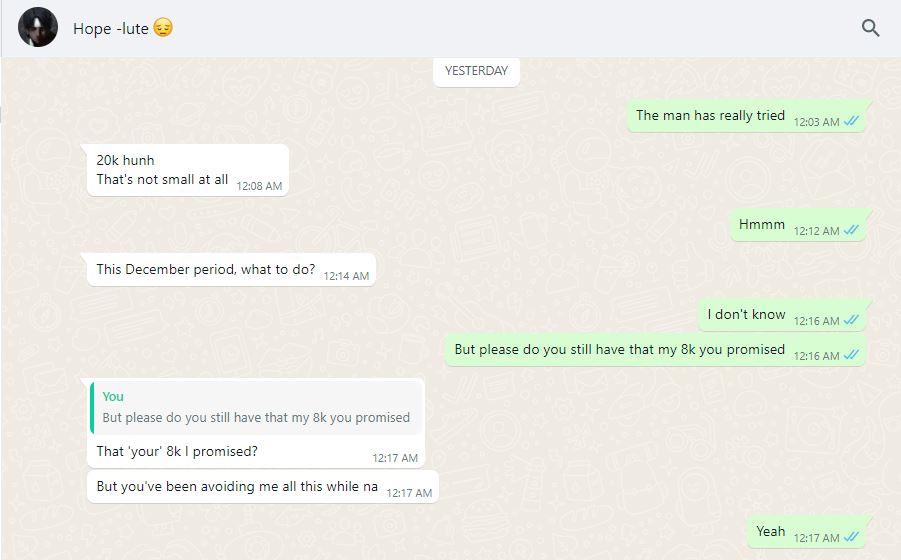 Hope -lute 😔
YESTERDAY
The man has really tried 12:03 AM
20k hunh
That's not small at all 12:08 AM
Hmmm 12:12 AM
This December period, what to do? 12:14 AM
I don't know 12:16 AM
But please do you still have that my 8k you promised 12:16 AM
You
But please do you still have that my 8k you promised
That 'your' 8k I promised? 12:17 AM
But you've been avoiding me all this while na 12:17 AM
Yeah 12:17 AM